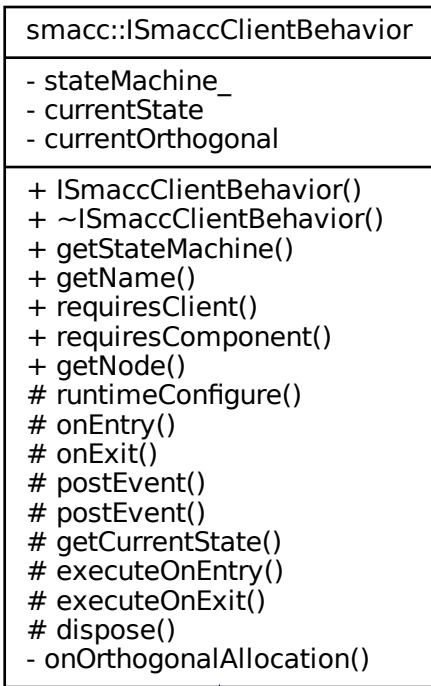 smacc::ISmaccClientBehavior
- stateMachine_
- currentState
- currentOrthogonal
+ ISmaccClientBehavior()
+ ~ISmaccClientBehavior()
+ getStateMachine()
+ getName()
+ requiresClient()
+ requiresComponent()
+ getNode()
# runtimeConfigure()
# onEntry()
# onExit()
# postEvent()
# postEvent()
# getCurrentState()
# executeOnEntry()
# executeOnExit()
# dispose()
- onOrthogonalAllocation()